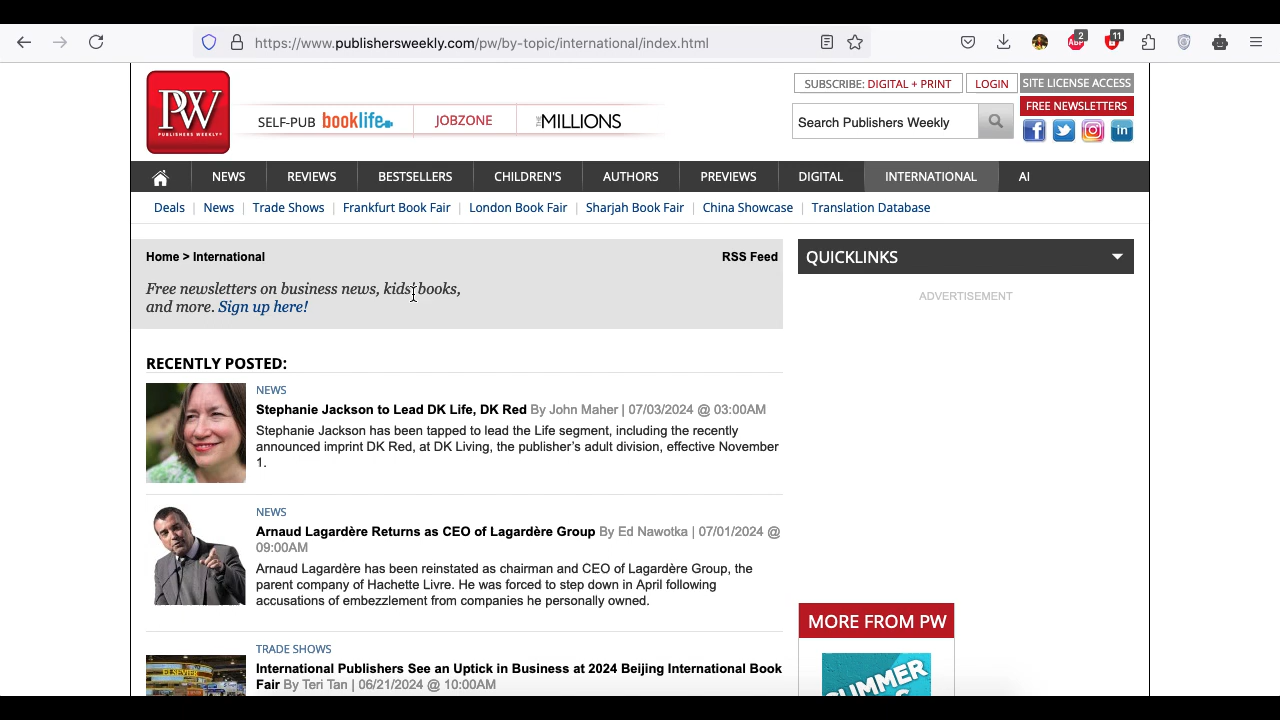 https://www.publishersweekly.com/pw/by-topic/international/index.html
2
11
PW
PUBLISHERS WEEKLY
SELF-PUB booklife
JOBZONE
THE MILLIONS
SUBSCRIBE: DIGITAL + PRINT
LOGIN
SITE LICENSE ACCESS
Search Publishers Weekly
FREE NEWSLETTERS
NEWS
REVIEWS
BESTSELLERS
CHILDREN'S
AUTHORS
PREVIEWS
DIGITAL
INTERNATIONAL
AI
Deals | News | Trade Shows | Frankfurt Book Fair | London Book Fair | Sharjah Book Fair | China Showcase | Translation Database
Home > International
RSS Feed
Free newsletters on business news, kids' books,
and more. Sign up here!
QUICKLINKS
ADVERTISEMENT
RECENTLY POSTED:
NEWS
Stephanie Jackson to Lead DK Life, DK Red By John Maher | 07/03/2024 @ 03:00AM
Stephanie Jackson has been tapped to lead the Life segment, including the recently
announced imprint DK Red, at DK Living, the publisher's adult division, effective November
1.
NEWS
Arnaud Lagardère Returns as CEO of Lagardère Group By Ed Nawotka | 07/01/2024 @
09:00AM
Arnaud Lagardère has been reinstated as chairman and CEO of Lagardère Group, the
parent company of Hachette Livre. He was forced to step down in April following
accusations of embezzlement from companies he personally owned.
TRADE SHOWS
International Publishers See an Uptick in Business at 2024 Beijing International Book
Fair By Teri Tan | 06/21/2024 @ 10:00AM
ELSEVIER
MORE FROM PW
SUMMER